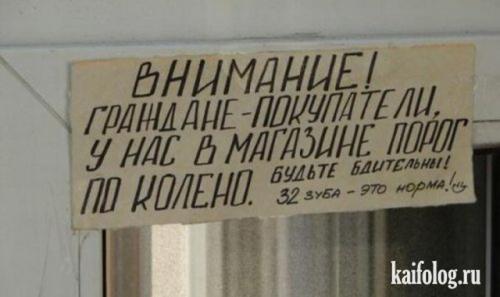 ВНИМАНИЕ!
ГРАЖДАНЕ-ПОКУПАТЕЛИ,
У НАС В МАГАЗИНЕ ПОРОГ
ПО КОЛЕНО. БУДЬТЕ БДИТЕЛЬНЫ!
32 ЗУБА - ЭТО НОРМА!
kaifolog.ru